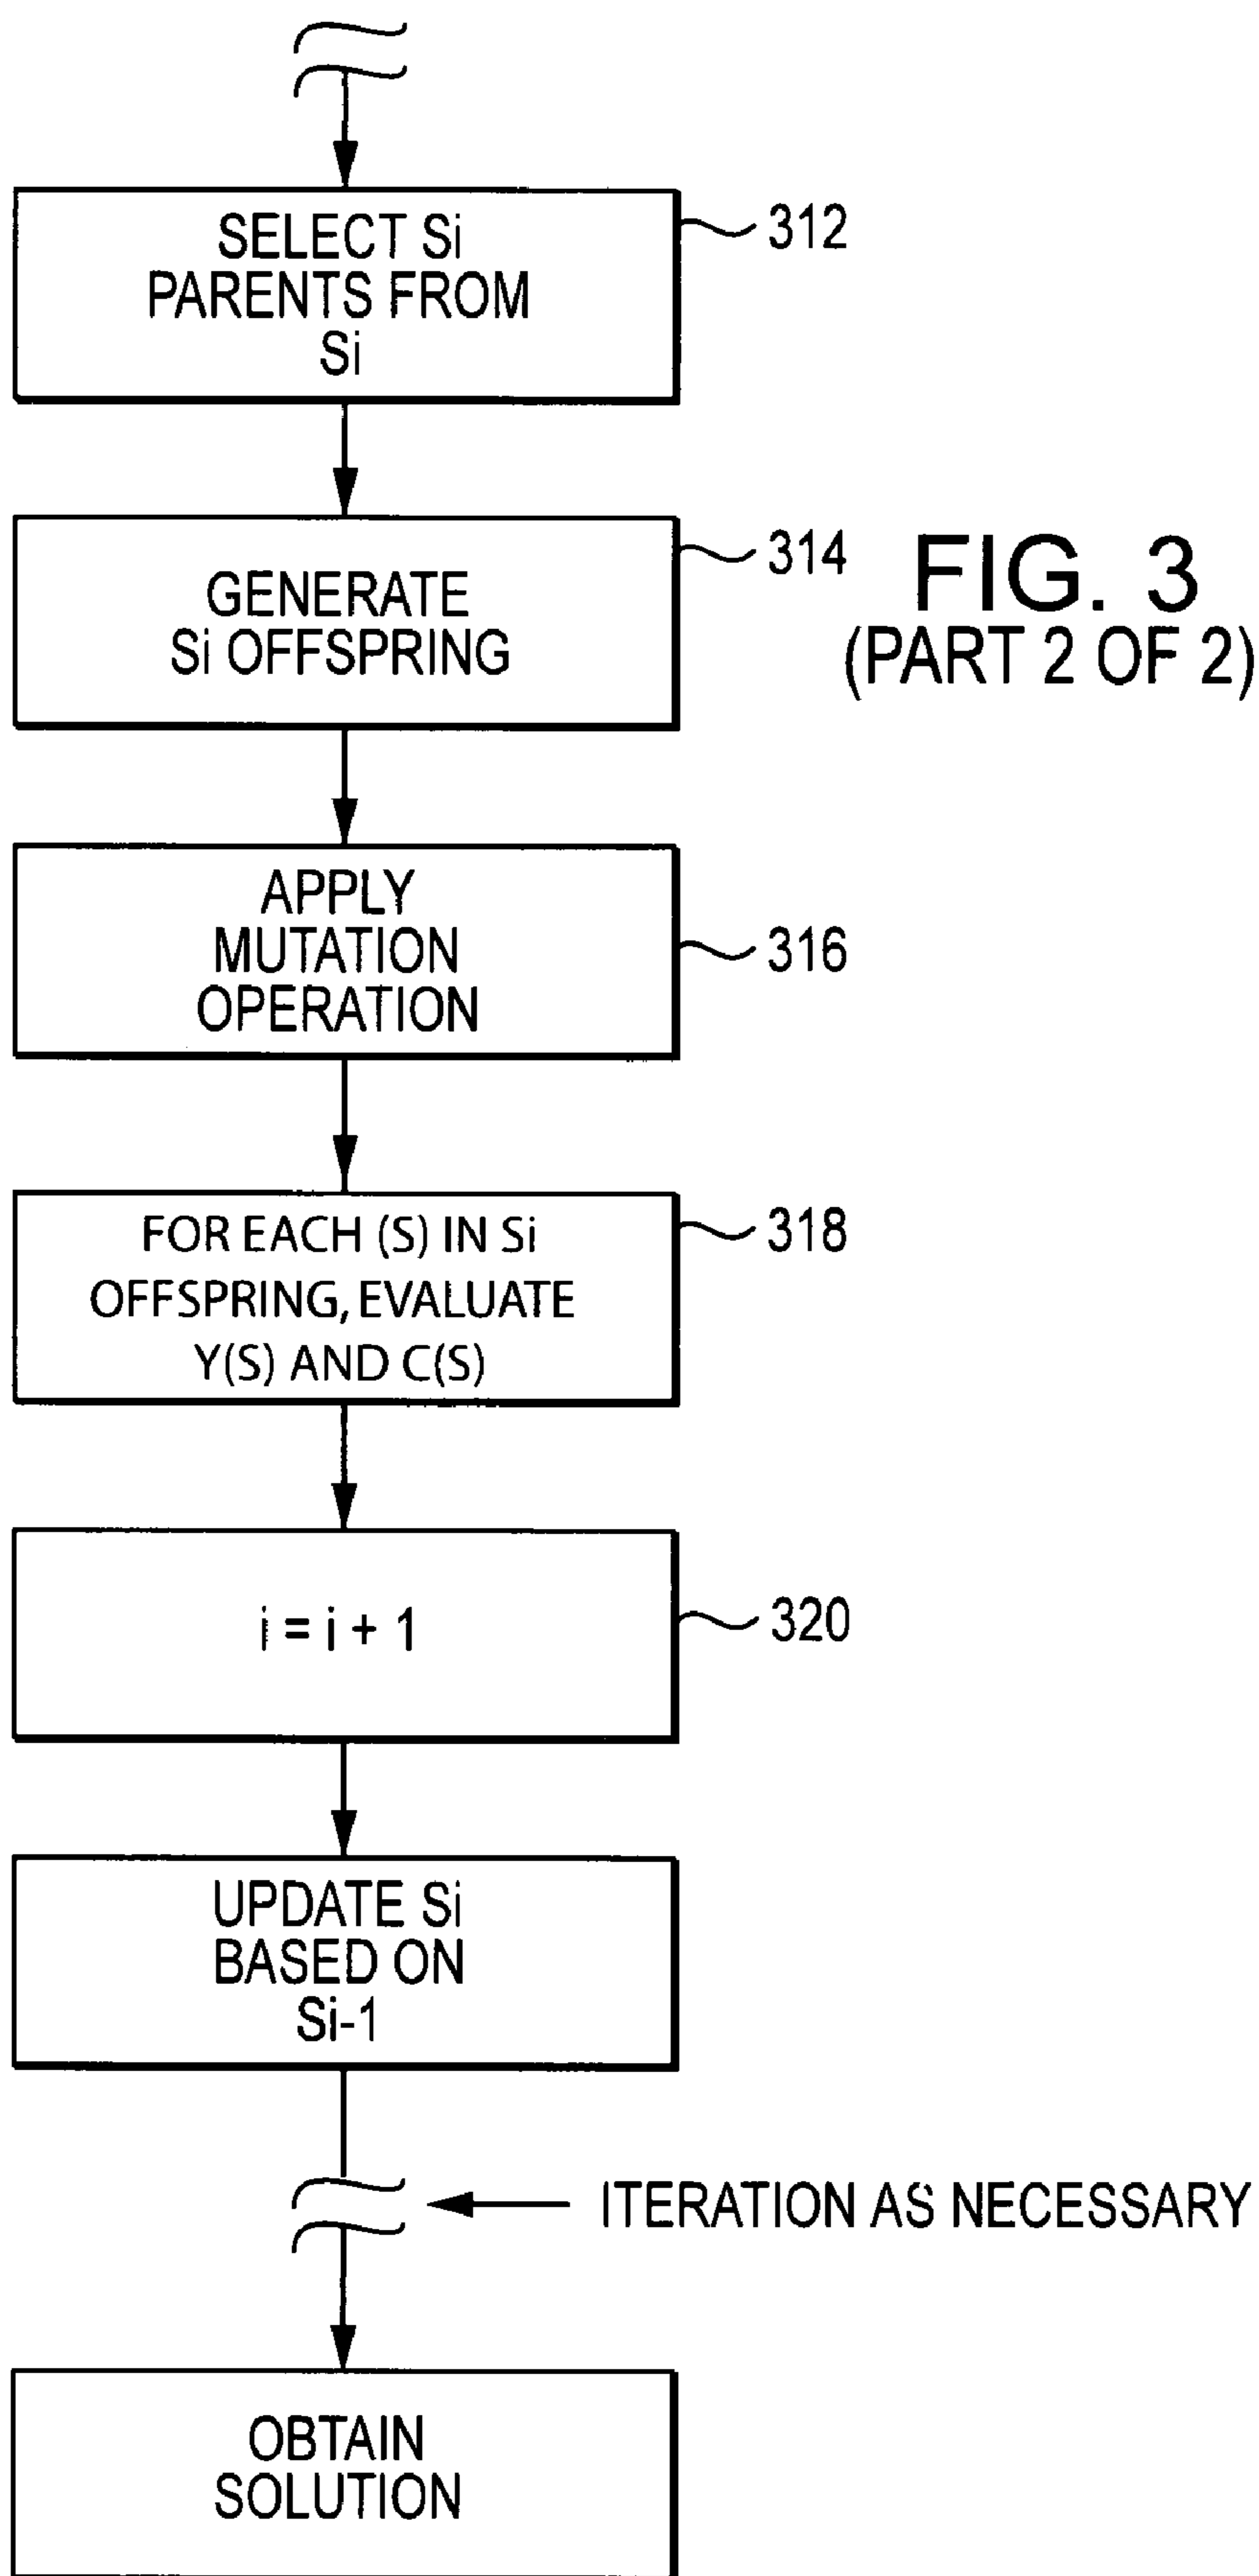 SELECT Si
PARENTS FROM
Si
312
GENERATE
Si OFFSPRING
314
FIG. 3
(PART 2 OF 2)
APPLY
MUTATION
OPERATION
316
FOR EACH (S) IN Si
OFFSPRING, EVALUATE
Y(S) AND C(S)
318
i = i + 1
320
UPDATE Si
BASED ON
Si-1
ITERATION AS NECESSARY
OBTAIN
SOLUTION